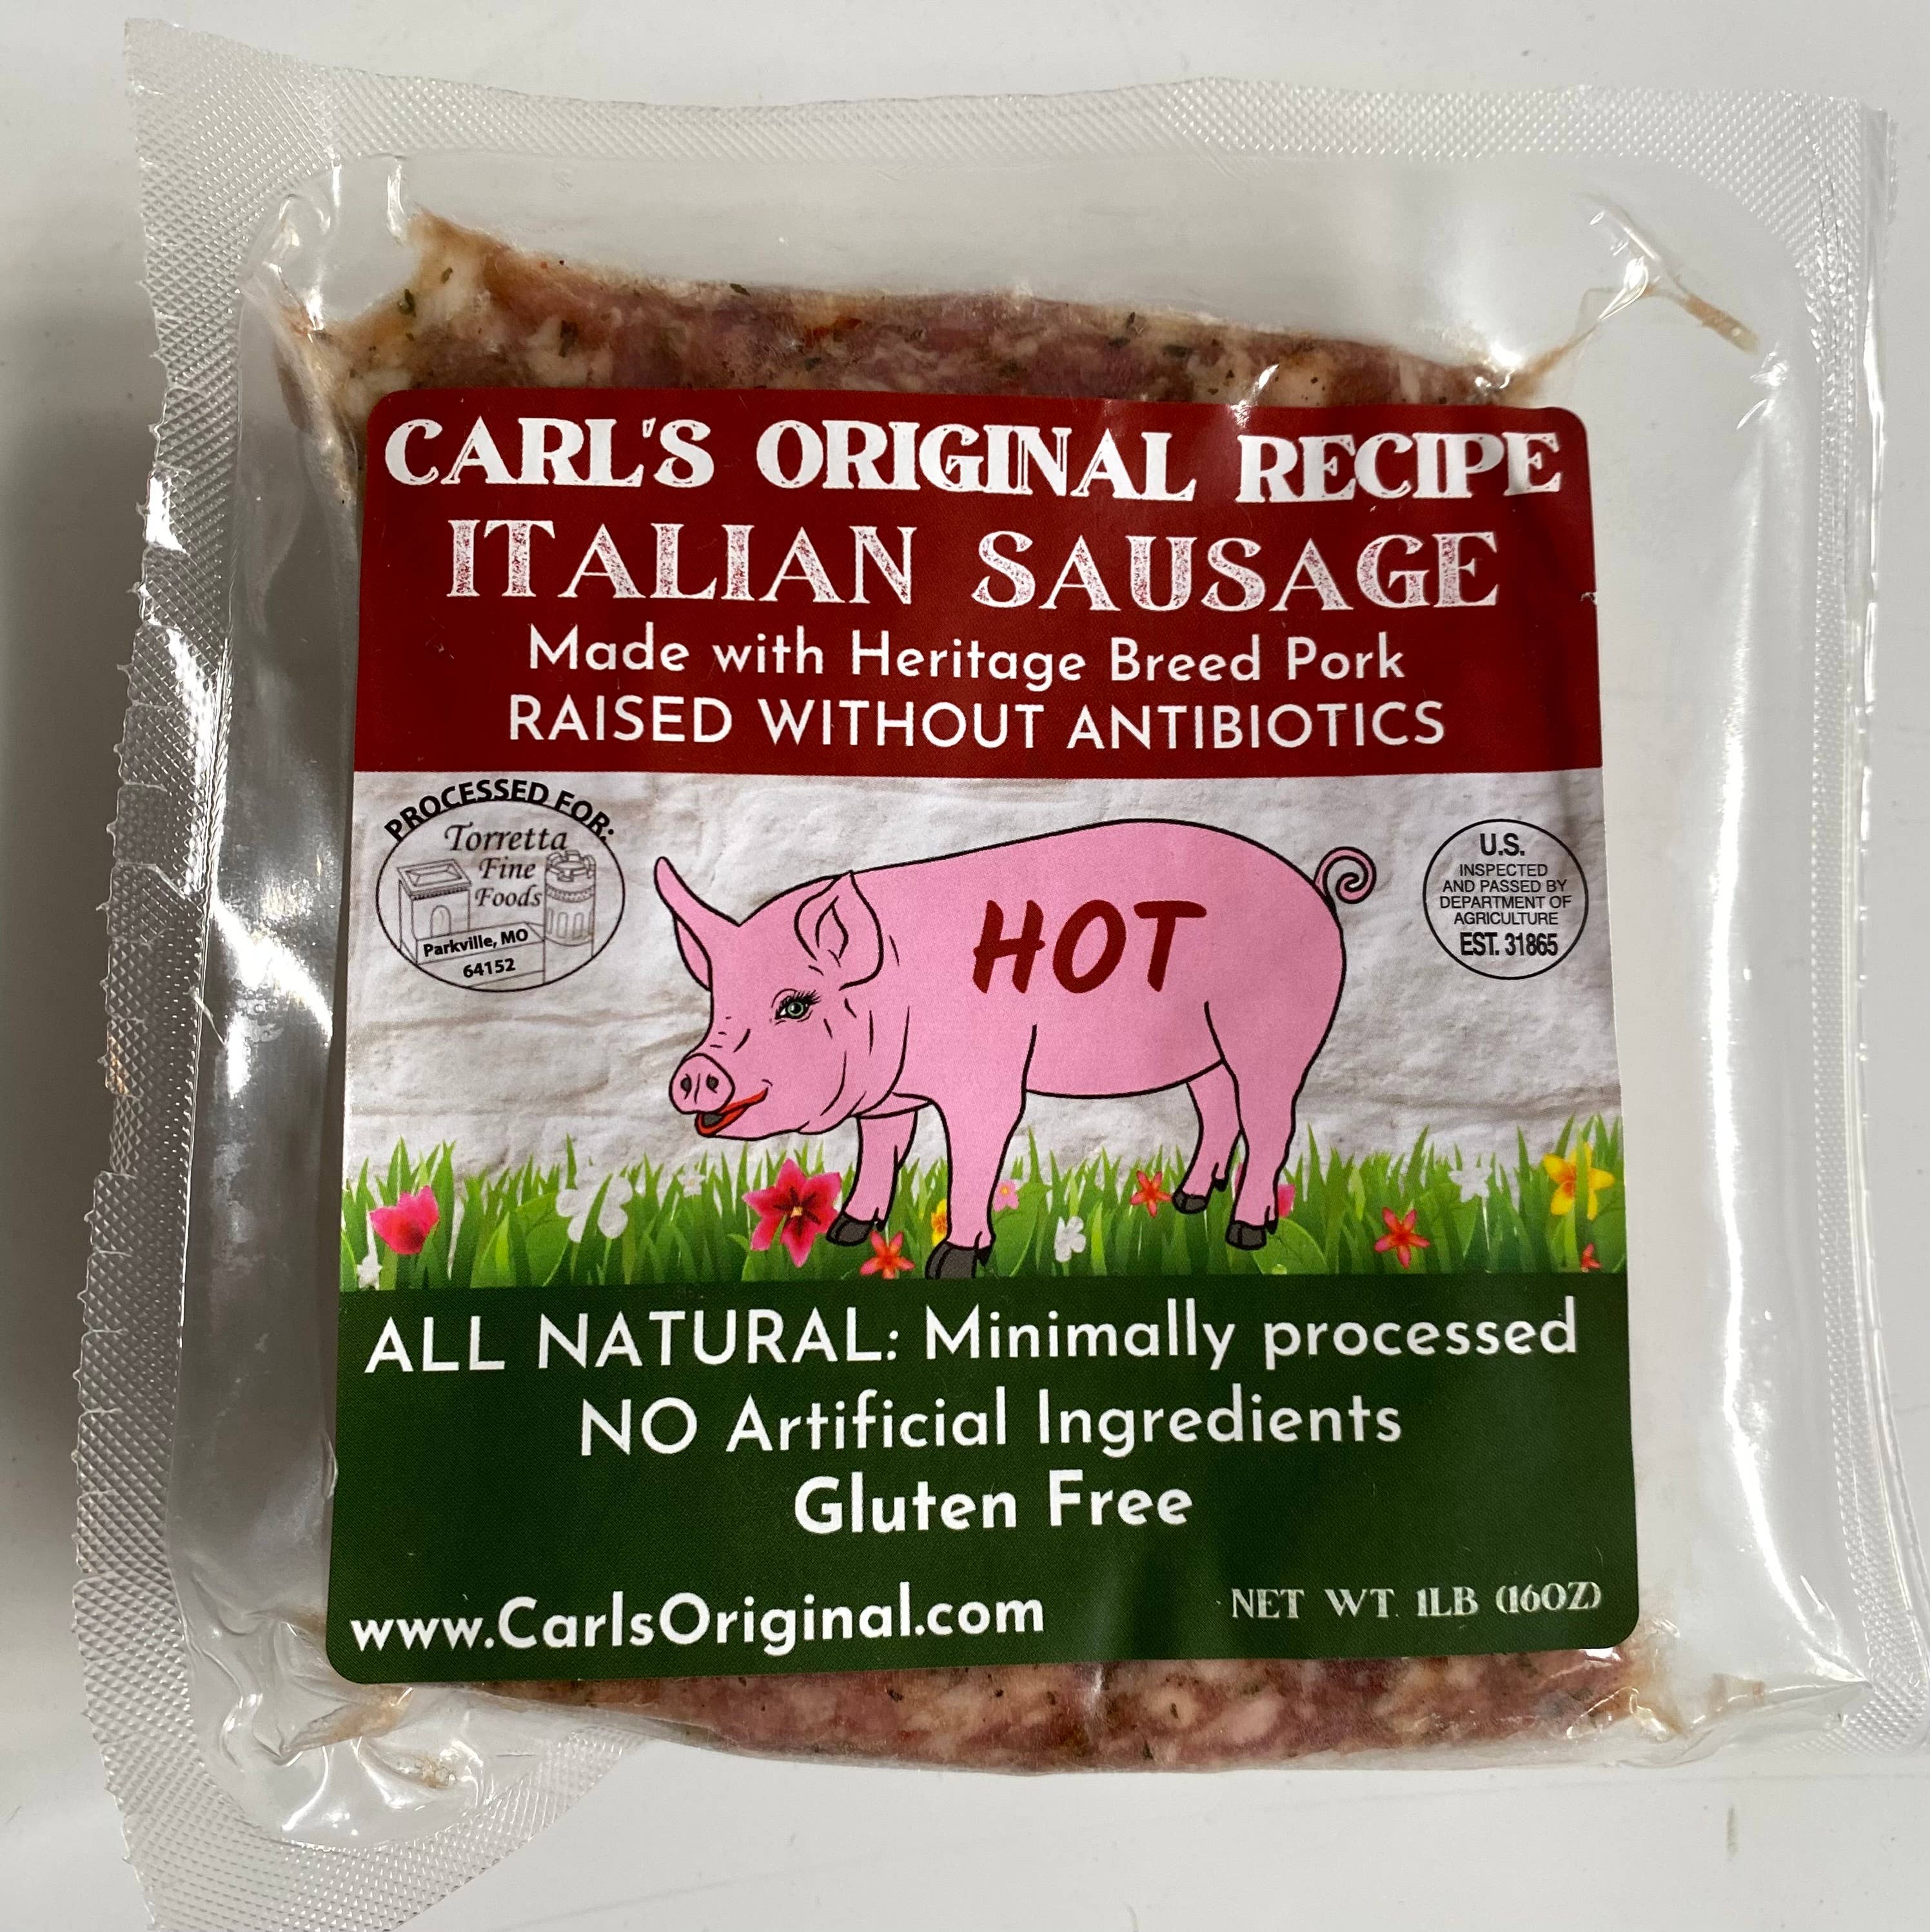 CARL'S ORIGINAL RECIPE
ITALIAN SAUSAGE
Made with Heritage Breed Pork
RAISED WITHOUT ANTIBIOTICS
PROCESSED FOR:
Torretta
Fine
Foods
Parkville, MO
64152
HOT
U.S.
INSPECTED
AND PASSED BY
DEPARTMENT OF
AGRICULTURE
EST. 31865
ALL NATURAL: Minimally processed
NO Artificial Ingredients
Gluten Free
www.CarlsOriginal.com
NET WT 1LB (16OZ)